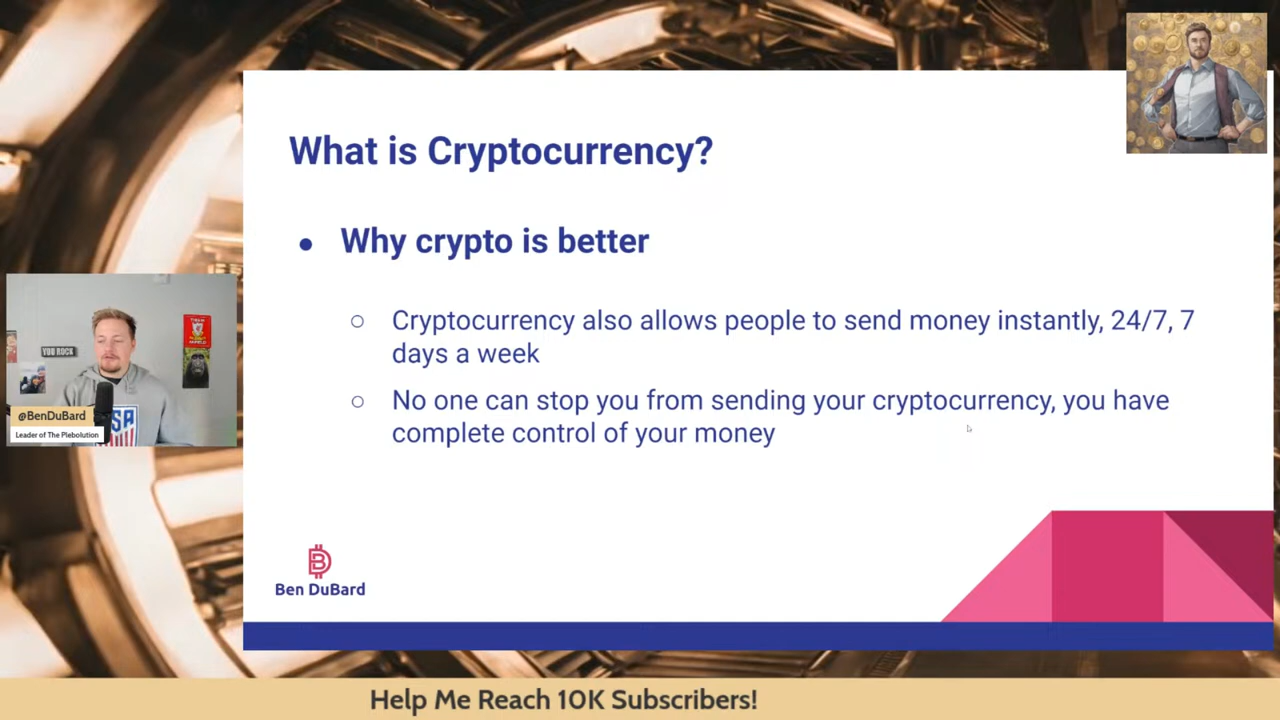 What is Cryptocurrency?
• Why crypto is better
○ Cryptocurrency also allows people to send money instantly, 24/7, 7
days a week
○ No one can stop you from sending your cryptocurrency, you have
complete control of your money
YOU ROCK
@BenDuBard
Leader of The Plebolution
SA
Ben DuBard
Help Me Reach 10K Subscribers!